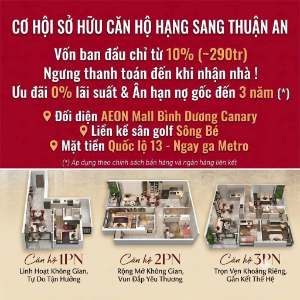 CƠ HỘI SỞ HỮU CĂN HỘ HẠNG SANG THUẬN AN
Vốn ban đầu chỉ từ 10% (~290tr)
Ngưng thanh toán đến khi nhận nhà !
Ưu đãi 0% lãi suất & Ân hạn nợ gốc đến 3 năm (*)
Đối diện AEON Mall Bình Dương Canary
Liền kề sân golf Sông Bé
Mặt tiền Quốc lộ 13 - Ngay ga Metro
(*) Áp dụng theo chính sách bán hàng và ngân hàng liên kết
Căn hộ 1PN
Linh Hoạt Không Gian,
Tự Do Tận Hưởng
Căn hộ 2PN
Rộng Mở Không Gian,
Vun Đắp Yêu Thương
Căn hộ 3PN
Trọn Vẹn Khoảng Riêng,
Gắn Kết Thế Hệ